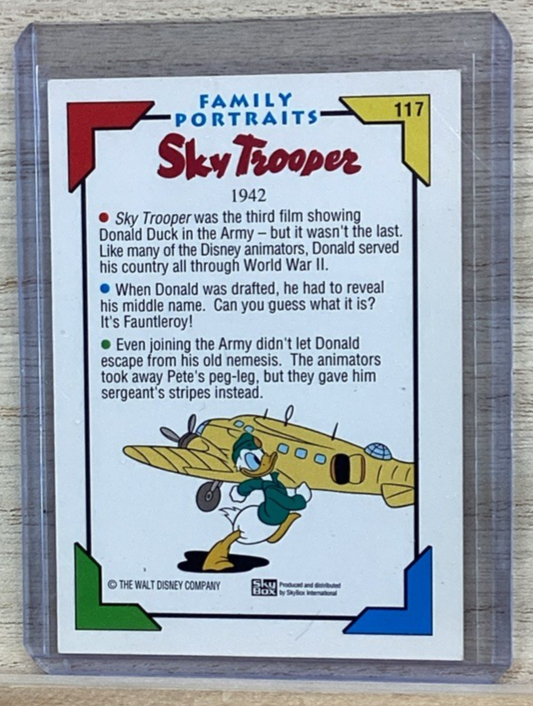 FAMILY
PORTRAITS
117
Sky Trooper
1942
• Sky Trooper was the third film showing
Donald Duck in the Army – but it wasn't the last.
Like many of the Disney animators, Donald served
his country all through World War II.
• When Donald was drafted, he had to reveal
his middle name. Can you guess what it is?
It's Fauntleroy!
• Even joining the Army didn't let Donald
escape from his old nemesis. The animators
took away Pete's peg-leg, but they gave him
sergeant's stripes instead.
© THE WALT DISNEY COMPANY
SKY
BOX
Produced and distributed
by SkyBox International